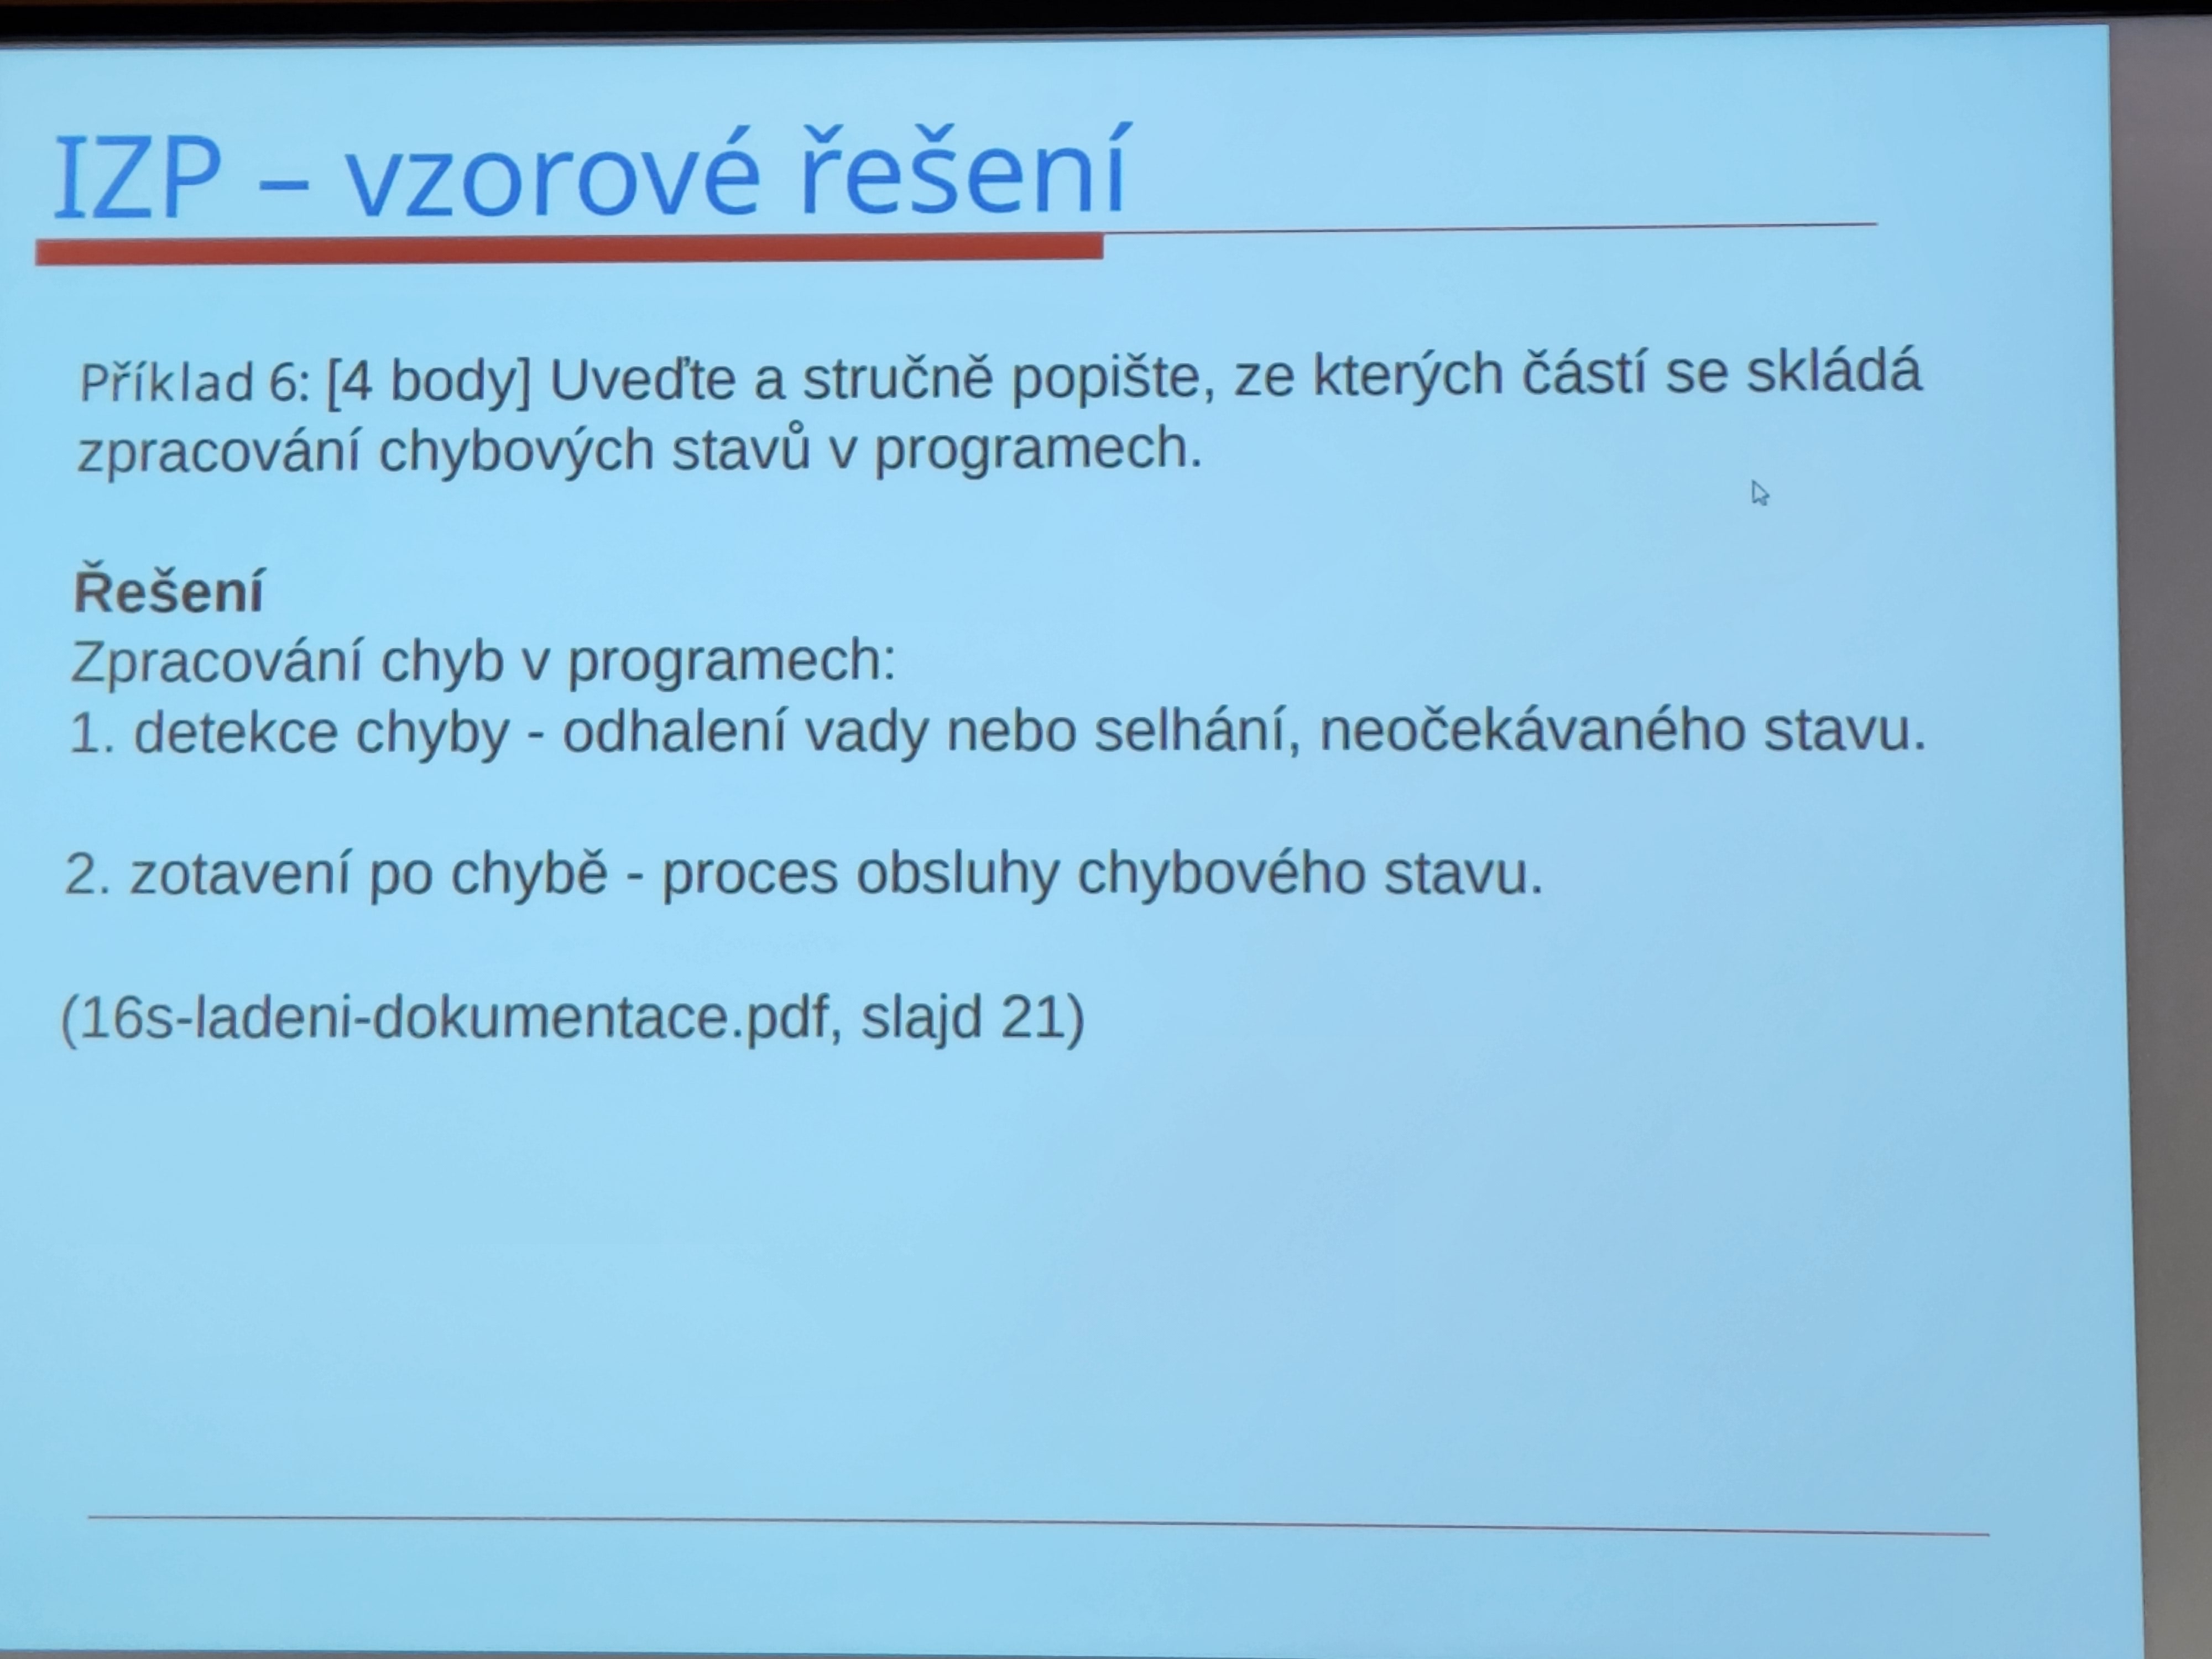 IZP – vzorové řešení
Příklad 6: [4 body] Uveďte a stručně popište, ze kterých částí se skládá
zpracování chybových stavů v programech.
Řešení
Zpracování chyb v programech:
1. detekce chyby - odhalení vady nebo selhání, neočekávaného stavu.
2. zotavení po chybě - proces obsluhy chybového stavu.
(16s-ladeni-dokumentace.pdf, slajd 21)